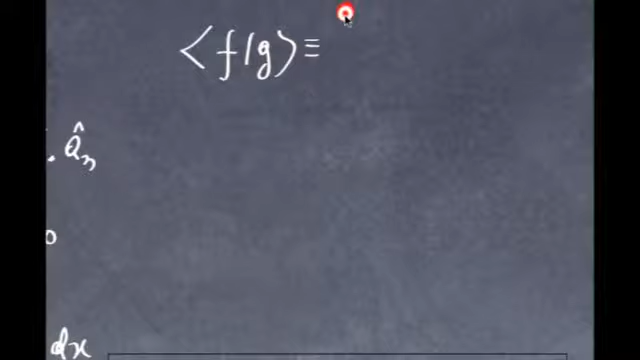 <f|g> ≡
. Q̂ₙ
o
dx